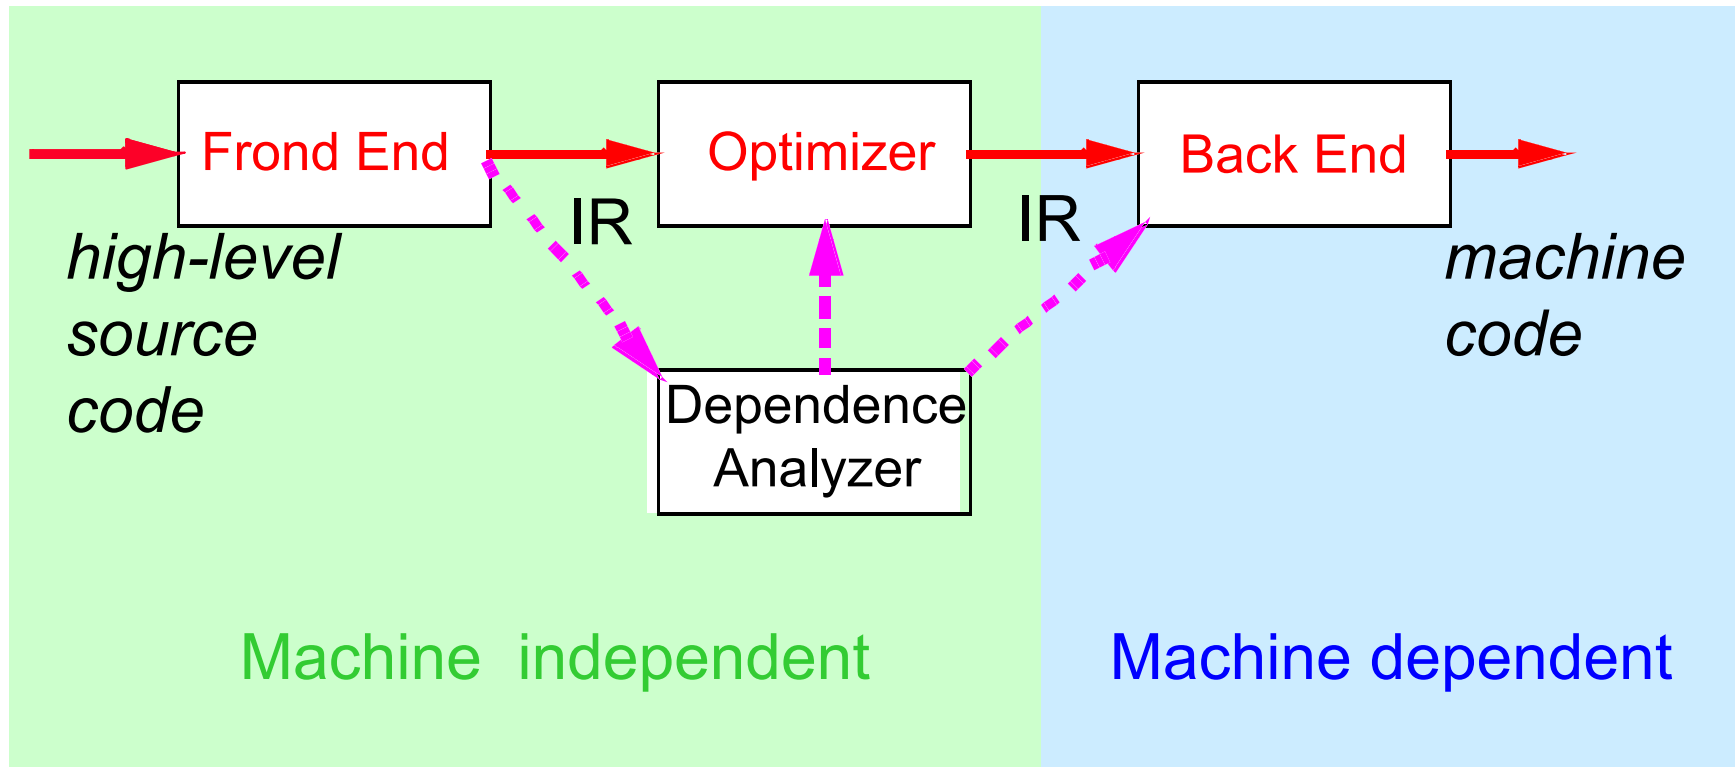 Frond End
Optimizer
Back End
IR
IR
high-level
source
code
machine
code
Dependence
Analyzer
Machine  independent
Machine dependent